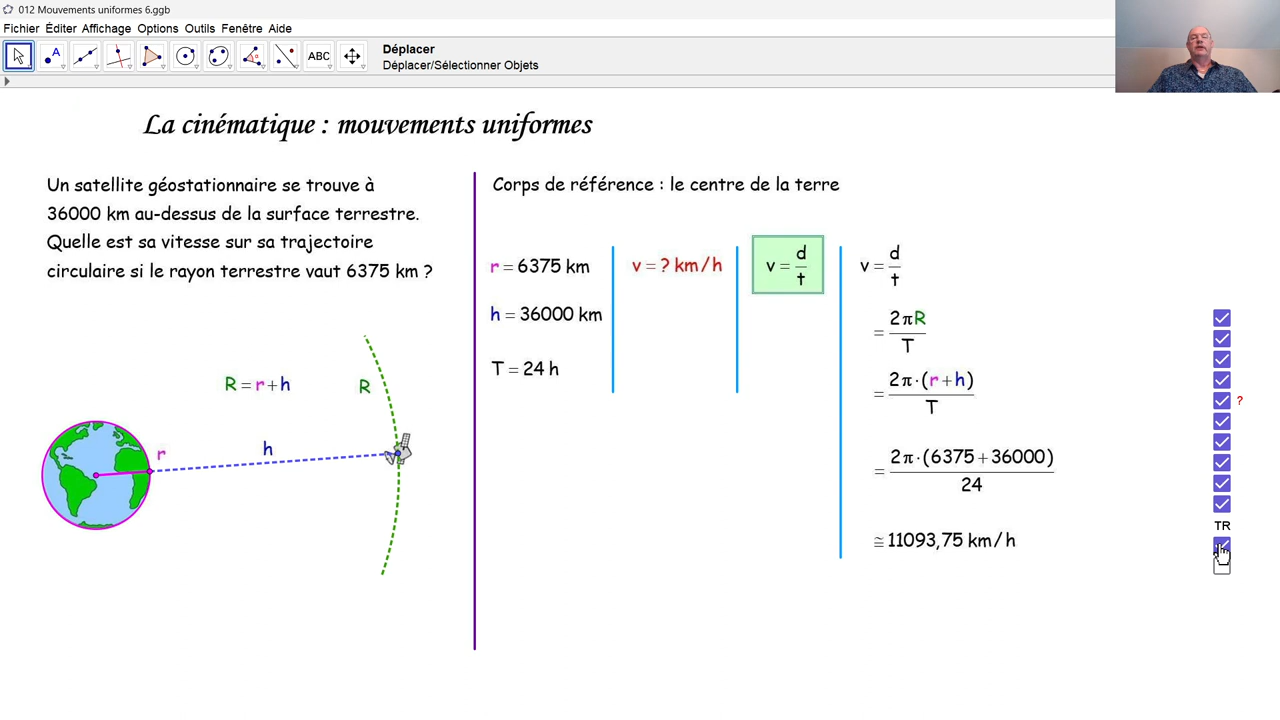 012 Mouvements uniformes 6.ggb
Fichier Éditer Affichage Options Outils Fenêtre Aide
A
ABC
Déplacer
Déplacer/Sélectionner Objets
La cinématique : mouvements uniformes
Un satellite géostationnaire se trouve à
36000 km au-dessus de la surface terrestre.
Quelle est sa vitesse sur sa trajectoire
circulaire si le rayon terrestre vaut 6375 km ?
R = r + h
R
r
h
Corps de référence : le centre de la terre
r = 6375 km
h = 36000 km
T = 24 h
v = ? km/h
v = d/t
v = d/t
= 2πR/T
= 2π·(r+h)/T
= 2π·(6375+36000)/24
≅ 11093,75 km/h
?
TR